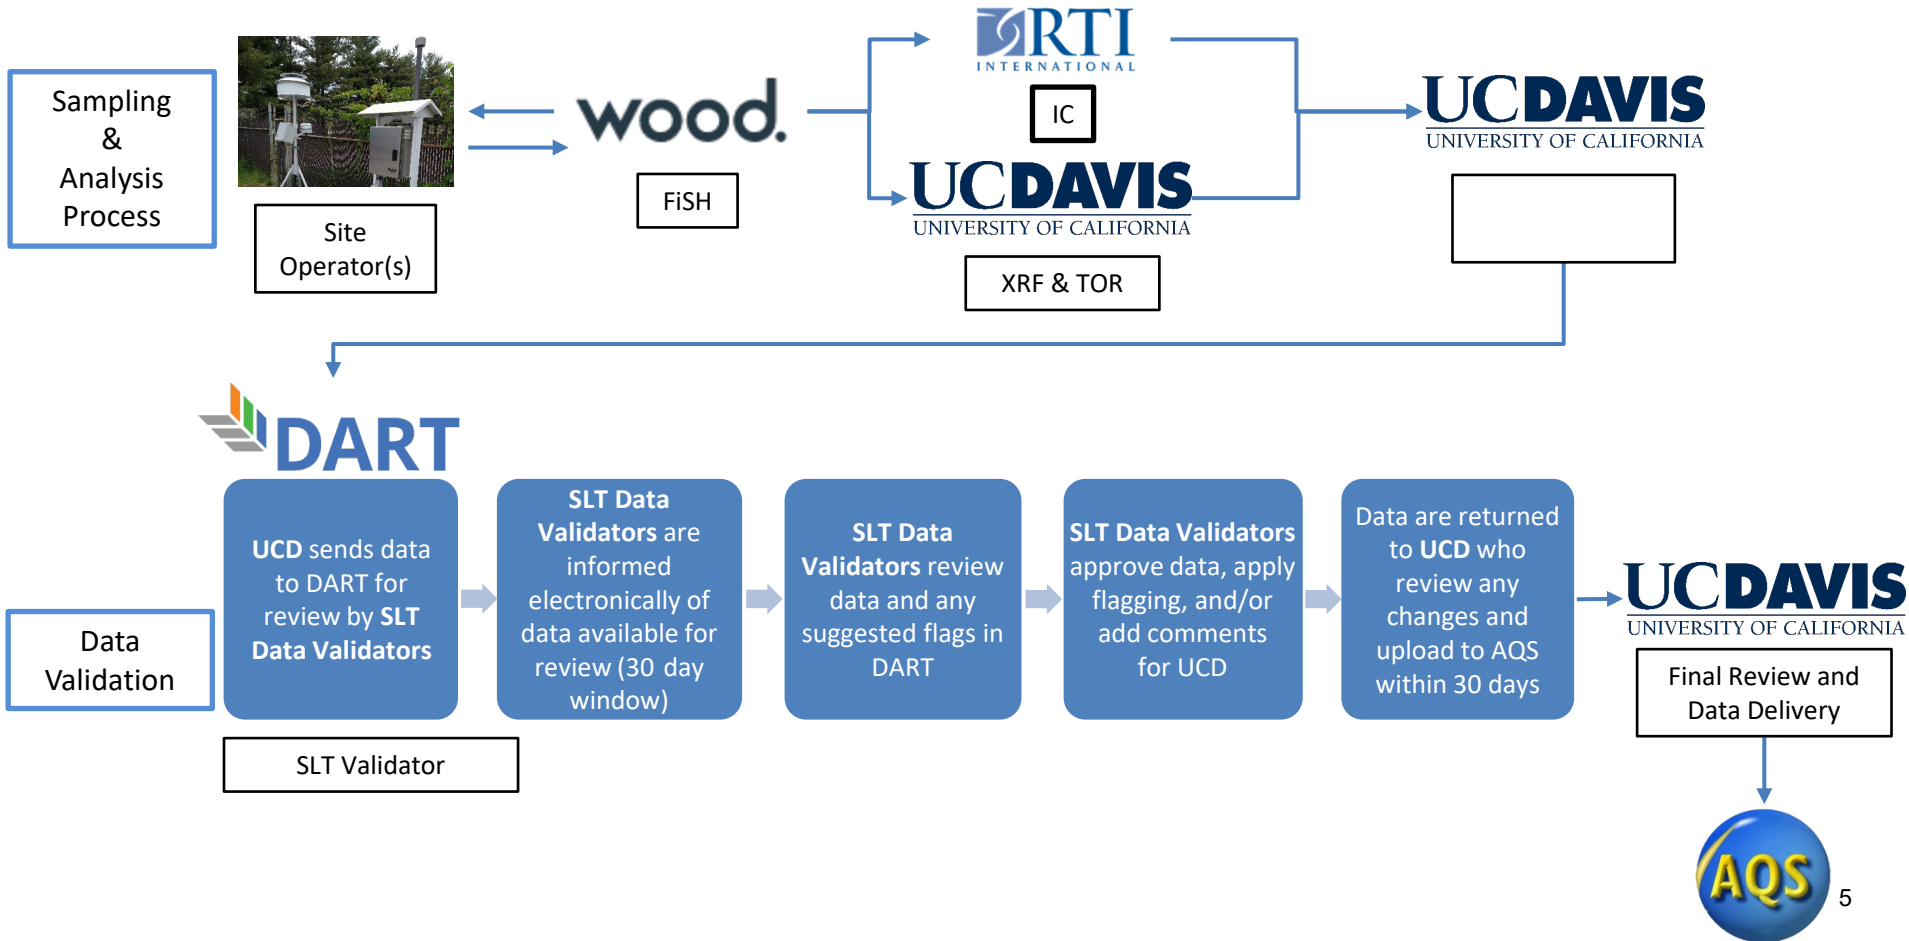 Sampling
&
Analysis
Process
Site
Operator(s)
wood.
FiSH
RTI
INTERNATIONAL
IC
UCDAVIS
UNIVERSITY OF CALIFORNIA
XRF & TOR
UCDAVIS
UNIVERSITY OF CALIFORNIA
DART
Data
Validation
UCD sends data
to DART for
review by SLT
Data Validators
SLT Data
Validators are
informed
electronically of
data available for
review (30 day
window)
SLT Data
Validators review
data and any
suggested flags in
DART
SLT Data Validators
approve data, apply
flagging, and/or
add comments
for UCD
Data are returned
to UCD who
review any
changes and
upload to AQS
within 30 days
UCDAVIS
UNIVERSITY OF CALIFORNIA
Final Review and
Data Delivery
SLT Validator
AQS
5